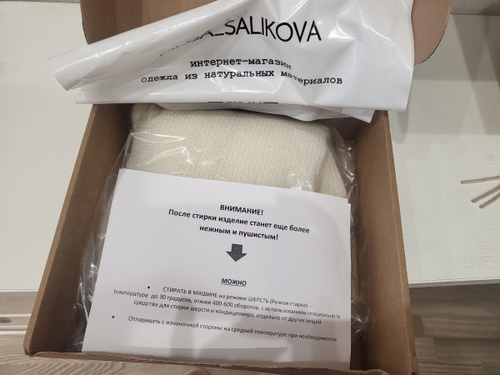 _SALIKOVA
интернет-магазин
одежда из натуральных материалов
ВНИМАНИЕ!
После стирки изделие станет еще более
нежным и пушистым!
МОЖНО
• СТИРАТЬ В МАШИНЕ, на режиме ШЕРСТЬ (Ручная стирка) –
температуре до 30 градусов, отжим 400-600 оборотов, с использованием специального
средства для стирки шерсти и кондиционера, отдельно от других вещей
• Отпаривать с изнаночной стороны на средней температуре при необходимости